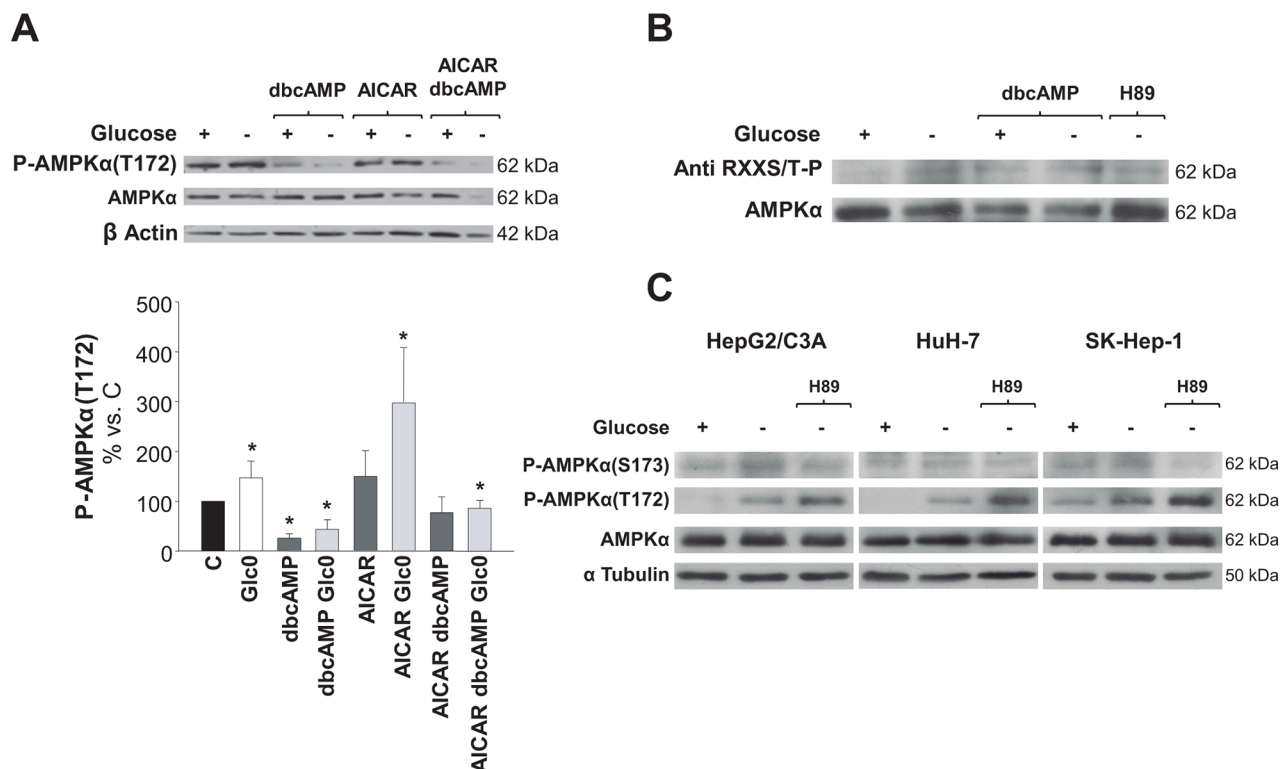 A
AICAR
dbcAMP AICAR dbcAMP
Glucose + - + - + - + -
P-AMPKα(T172) 62 kDa
AMPKα 62 kDa
β Actin 42 kDa
P-AMPKα(T172)
% vs. C
500
400
300
200
100
0
* * * * *
C
Glc0
dbcAMP
dbcAMP Glc0
AICAR
AICAR Glc0
AICAR dbcAMP
AICAR dbcAMP Glc0
B
dbcAMP H89
Glucose + - + - -
Anti RXXS/T-P 62 kDa
AMPKα 62 kDa
C
HepG2/C3A HuH-7 SK-Hep-1
H89 H89 H89
Glucose + - - + - - + - -
P-AMPKα(S173) 62 kDa
P-AMPKα(T172) 62 kDa
AMPKα 62 kDa
α Tubulin 50 kDa